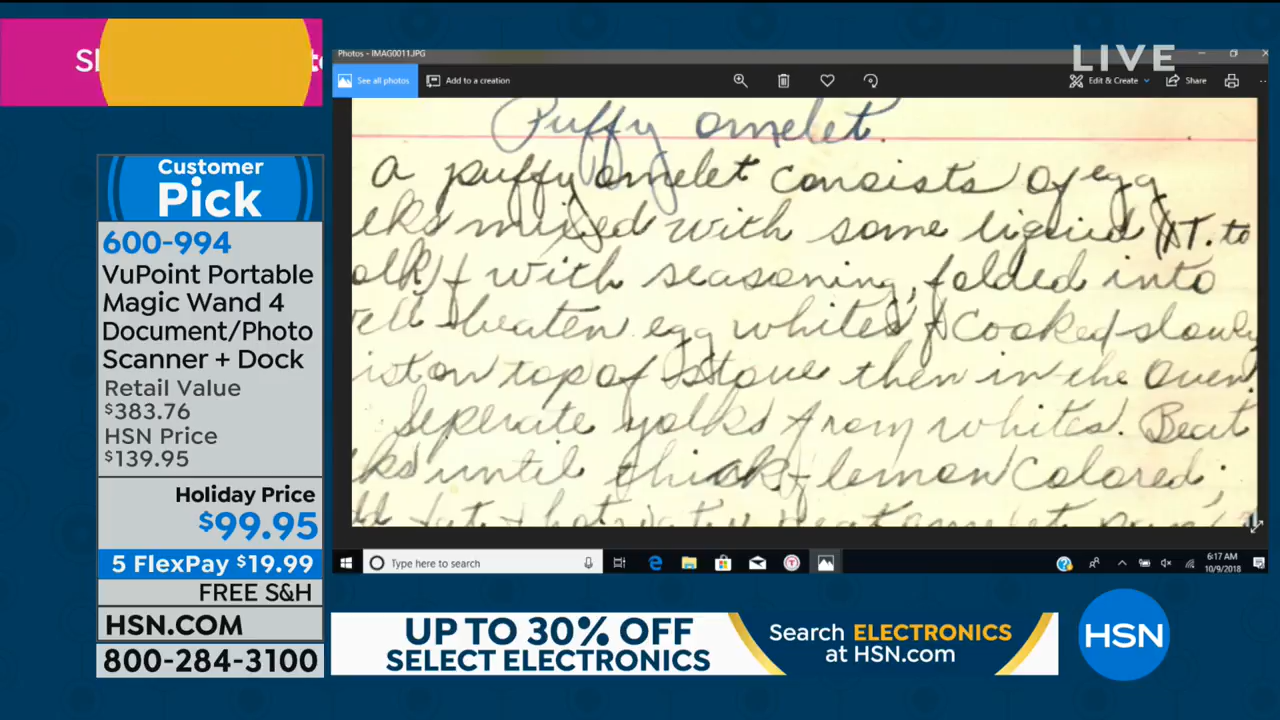 LIVE
Customer
Pick
600-994
VuPoint Portable
Magic Wand 4
Document/Photo
Scanner + Dock
Retail Value
$383.76
HSN Price
$139.95
Holiday Price
$99.95
5 FlexPay $19.99
FREE S&H
HSN.COM
800-284-3100
Photos - IMAG0011.JPG
See all photos
Add to a creation
Edit & Create
Share
Puffy omelet.
A puffy omelet consists of egg
mixed with some liquid (1T. to
with seasoning, folded into
beaten egg whites & cooked slowly
on top of stove then in the oven.
Seperate yolks from whites. Beat
until thick & lemon colored;
Type here to search
6:17 AM
10/9/2018
UP TO 30% OFF
SELECT ELECTRONICS
Search ELECTRONICS
at HSN.com
HSN